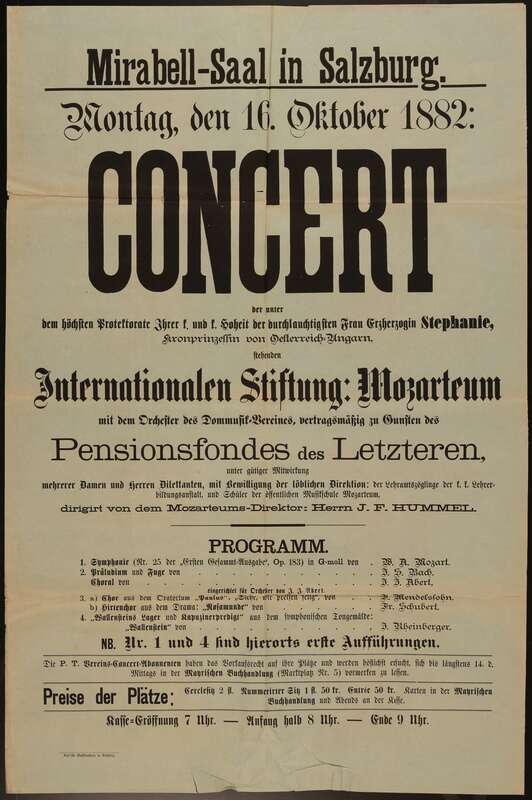 Mirabell-Saal in Salzburg.
Montag, den 16. Oktober 1882:
CONCERT
der unter
dem höchsten Protektorate Ihrer k. und k. Hoheit der durchlauchtigsten Frau Erzherzogin Stephanie,
Kronprinzessin von Oesterreich-Ungarn,
stehenden
Internationalen Stiftung: Mozarteum
mit dem Orchester des Dommusik-Vereines, vertragsmäßig zu Gunsten des
Pensionsfondes des Letzteren,
unter gütiger Mitwirkung
mehrerer Damen und Herren Dilettanten, mit Bewilligung der löblichen Direktion: der Lehramtszöglinge der k. k. Lehrer-
bildungsanstalt, und Schüler der öffentlichen Musikschule Mozarteum,
dirigirt von dem Mozarteums-Direktor: Herrn J. F. HUMMEL.
PROGRAMM.
1. Symphonie (Nr. 25 der „Ersten Gesammt-Ausgabe“, Op. 183) in G-moll von . W. A. Mozart.
2. Präludium und Fuge von . . . . . . . . J. S. Bach.
Choral von . . . . . . . . J. J. Abert.
eingerichtet für Orchester von J. J. Abert.
3. a) Chor aus dem Oratorium „Paulus“, „Siehe, wir preisen selig“, von . F. Mendelssohn.
b) Hirtenchor aus dem Drama: „Rosamunde“ von . . . . Fr. Schubert.
4. „Wallensteins Lager und Kapuzinerpredigt“ aus dem symphonischen Tongemälde:
„Wallenstein“ von . . . . . . . . J. Rheinberger.
NB. Nr. 1 und 4 sind hierorts erste Aufführungen.
Die P. T. Vereins-Concert-Abonnenten haben das Vorkaufsrecht auf ihre Plätze und werden höflichst ersucht, sich bis längstens 14. d.
Mittags in der Mayrischen Buchhandlung (Marktplatz Nr. 5) vormerken zu lassen.
Preise der Plätze: Cerclesitz 2 fl. Nummerirter Sitz 1 fl. 50 kr. Entrée 50 kr. Karten in der Mayrischen
Buchhandlung und Abends an der Kasse.
Kasse-Eröffnung 7 Uhr. — Anfang halb 8 Uhr. — Ende 9 Uhr.